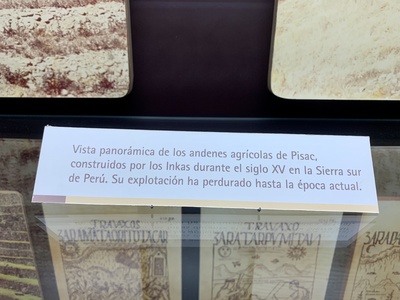 Vista panorámica de los andenes agrícolas de Pisac,
construidos por los Inkas durante el siglo XV en la Sierra sur
de Perú. Su explotación ha perdurado hasta la época actual.
TRAVAXOS
TRAVAXO